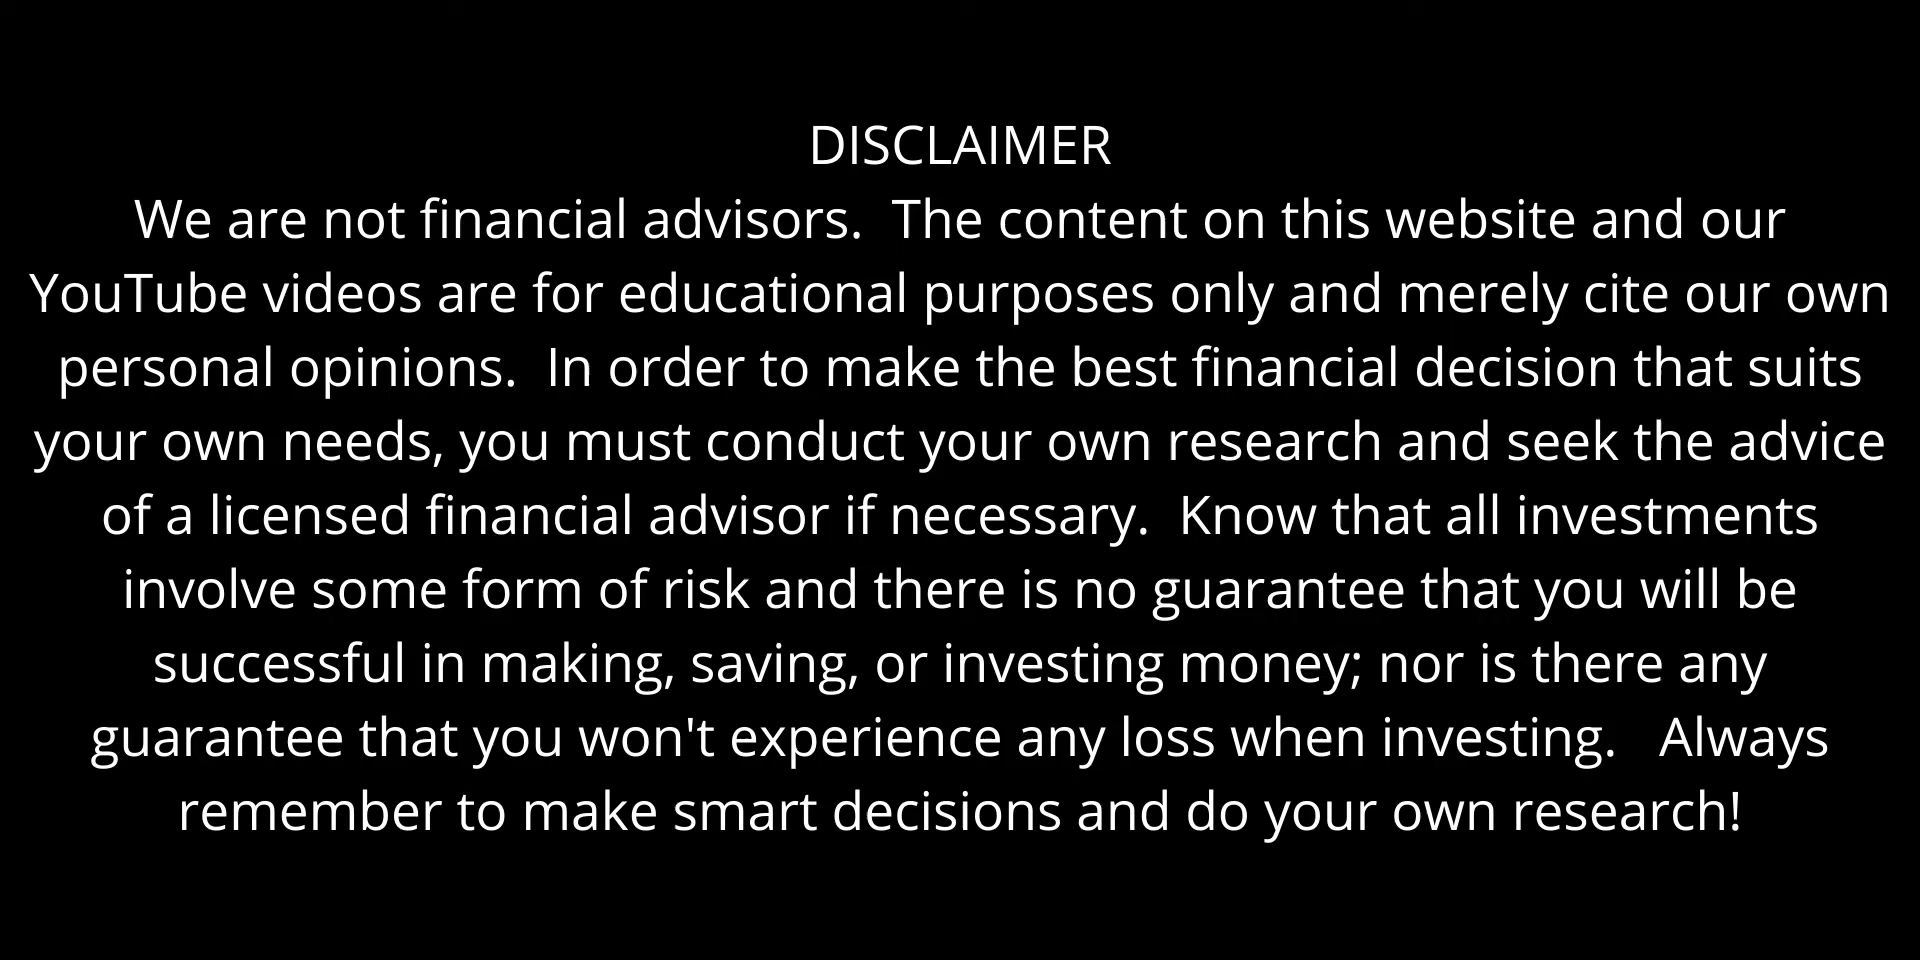 DISCLAIMER
We are not financial advisors.  The content on this website and our
YouTube videos are for educational purposes only and merely cite our own
personal opinions.  In order to make the best financial decision that suits
your own needs, you must conduct your own research and seek the advice
of a licensed financial advisor if necessary.  Know that all investments
involve some form of risk and there is no guarantee that you will be
successful in making, saving, or investing money; nor is there any
guarantee that you won't experience any loss when investing.   Always
remember to make smart decisions and do your own research!